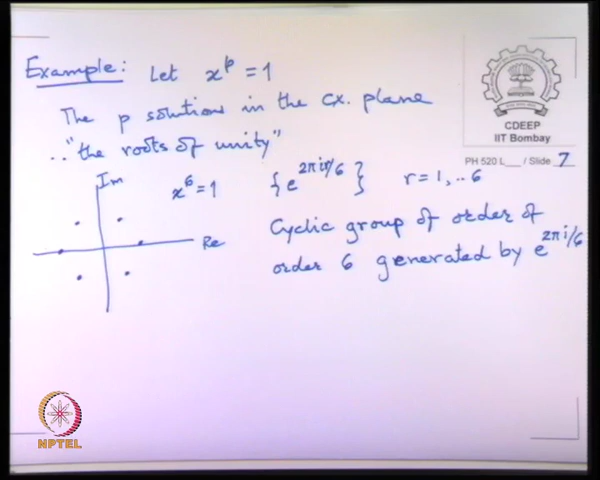 Example: Let x^p = 1
The p solutions in the cx. plane
∴ "the roots of unity"
Im
x^6 = 1 { e^{2πir/6} } r = 1, .. 6
Re
Cyclic group of order of
order 6 generated by e^{2πi/6}
CDEEP
IIT Bombay
PH 520 L___ / Slide 7
NPTEL